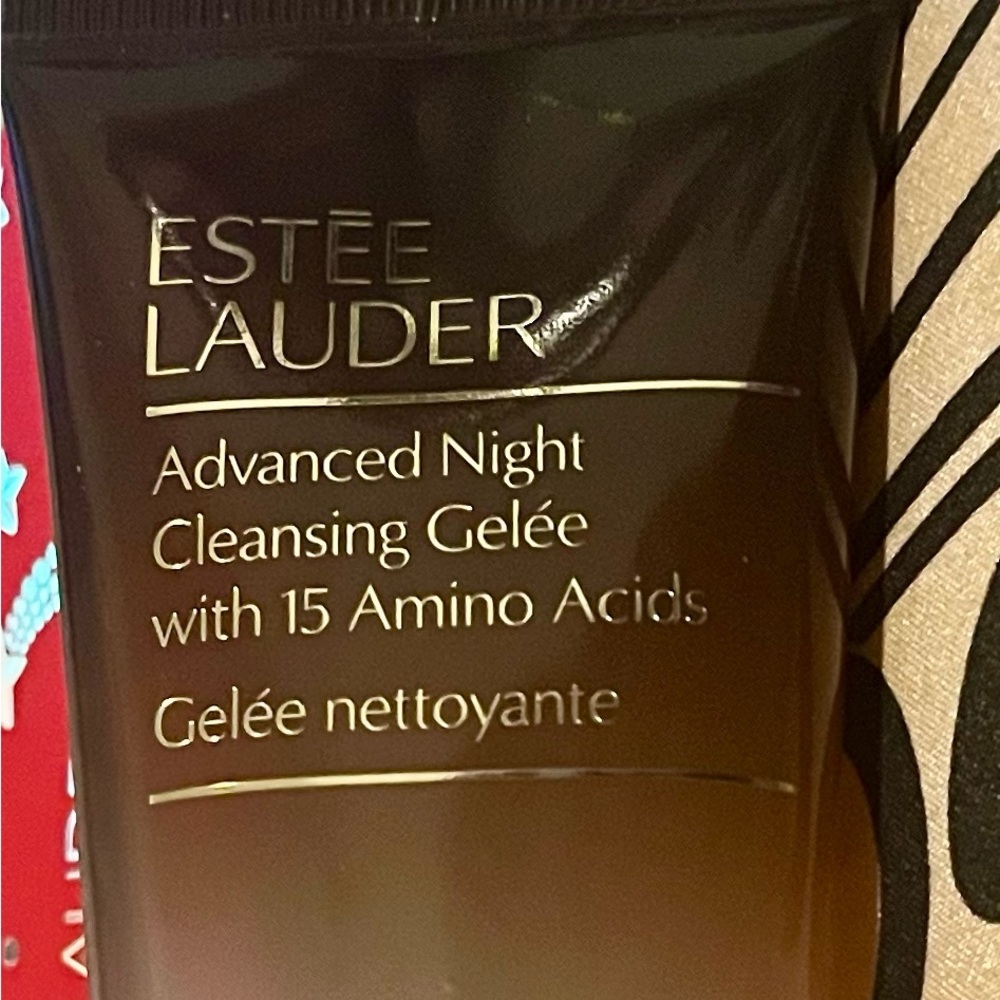 ESTĒE
LAUDER
Advanced Night
Cleansing Gelée
with 15 Amino Acids
Gelée nettoyante